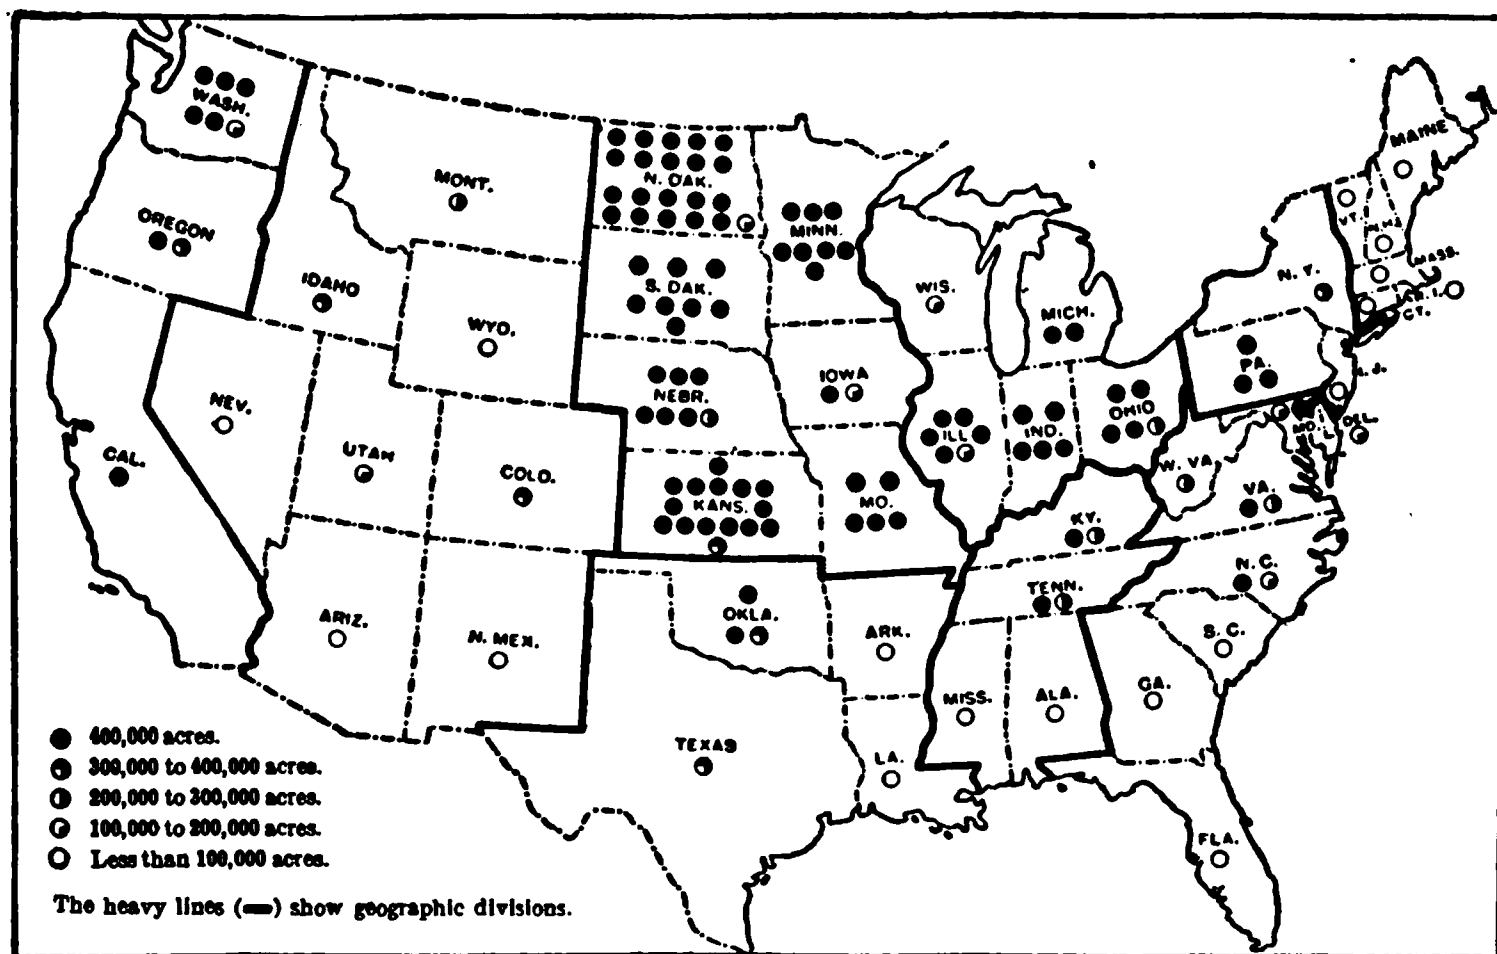 WASH.
MONT.
N. DAK.
MINN.
MAINE
OREGON
IDAHO
S. DAK.
WIS.
MICH.
N.Y.
VT.
N.H.
MASS.
R.I.
CT.
WYO.
NEBR.
IOWA
PA.
N.J.
NEV.
UTAH
COLO.
KANS.
MO.
ILL
IND.
OHIO
MD.
DEL.
W. VA.
VA.
CAL.
KY.
N.C.
TENN.
ARIZ.
N. MEX.
OKLA.
ARK.
S.C.
MISS.
ALA.
GA.
TEXAS
LA.
FLA.
400,000 acres.
300,000 to 400,000 acres.
200,000 to 300,000 acres.
100,000 to 200,000 acres.
Less than 100,000 acres.
The heavy lines (▬) show geographic divisions.